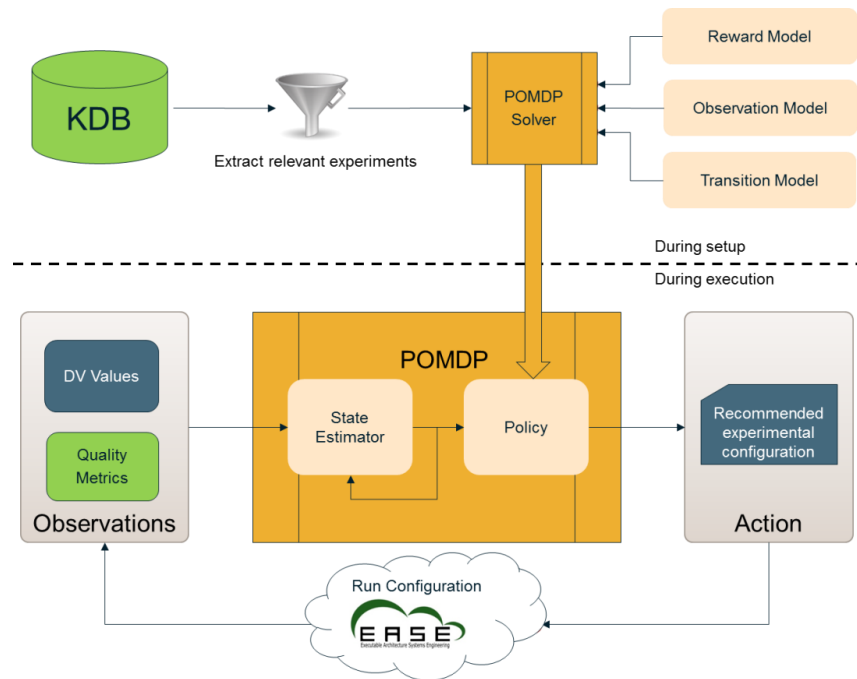 KDB
Extract relevant experiments
POMDP
Solver
Reward Model
Observation Model
Transition Model
During setup
During execution
DV Values
Quality
Metrics
Observations
POMDP
State
Estimator
Policy
Recommended
experimental
configuration
Action
Run Configuration
EASE
Executable Architecture Systems Engineering